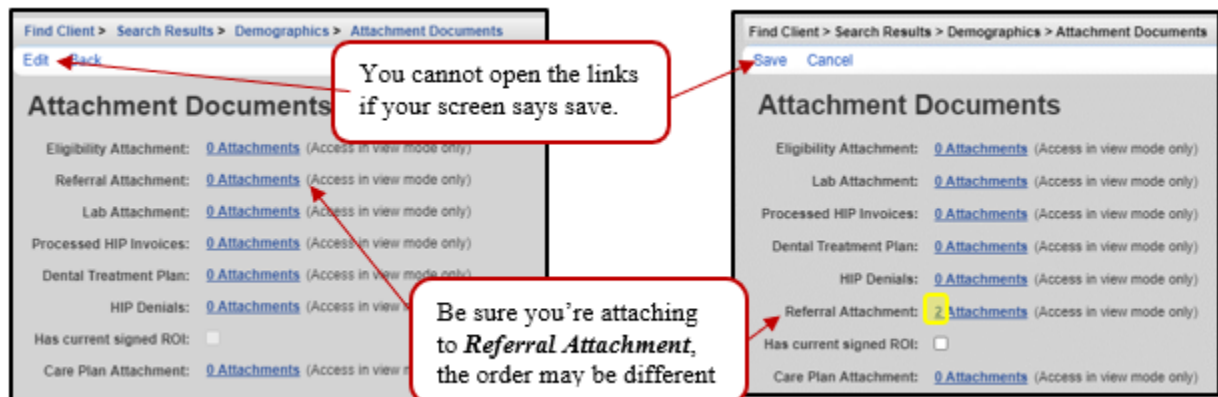 Find Client > Search Results > Demographics > Attachment Documents
Edit Back
Attachment Documents
Eligibility Attachment: 0 Attachments (Access in view mode only)
Referral Attachment: 0 Attachments (Access in view mode only)
Lab Attachment: 0 Attachments (Access in view mode only)
Processed HIP Invoices: 0 Attachments (Access in view mode only)
Dental Treatment Plan: 0 Attachments (Access in view mode only)
HIP Denials: 0 Attachments (Access in view
Has current signed ROI:
Care Plan Attachment: 0 Attachments (Access in view
You cannot open the links
if your screen says save.
Be sure you’re attaching
to Referral Attachment,
the order may be different
Find Client > Search Results > Demographics > Attachment Documents
Save Cancel
Attachment Documents
Eligibility Attachment: 0 Attachments (Access in view mode only)
Lab Attachment: 0 Attachments (Access in view mode only)
Processed HIP Invoices: 0 Attachments (Access in view mode only)
Dental Treatment Plan: 0 Attachments (Access in view mode only)
HIP Denials: 0 Attachments (Access in view mode only)
Referral Attachment: 2 Attachments (Access in view mode only)
Has current signed ROI:
Care Plan Attachment: 0 Attachments (Access in view mode only)